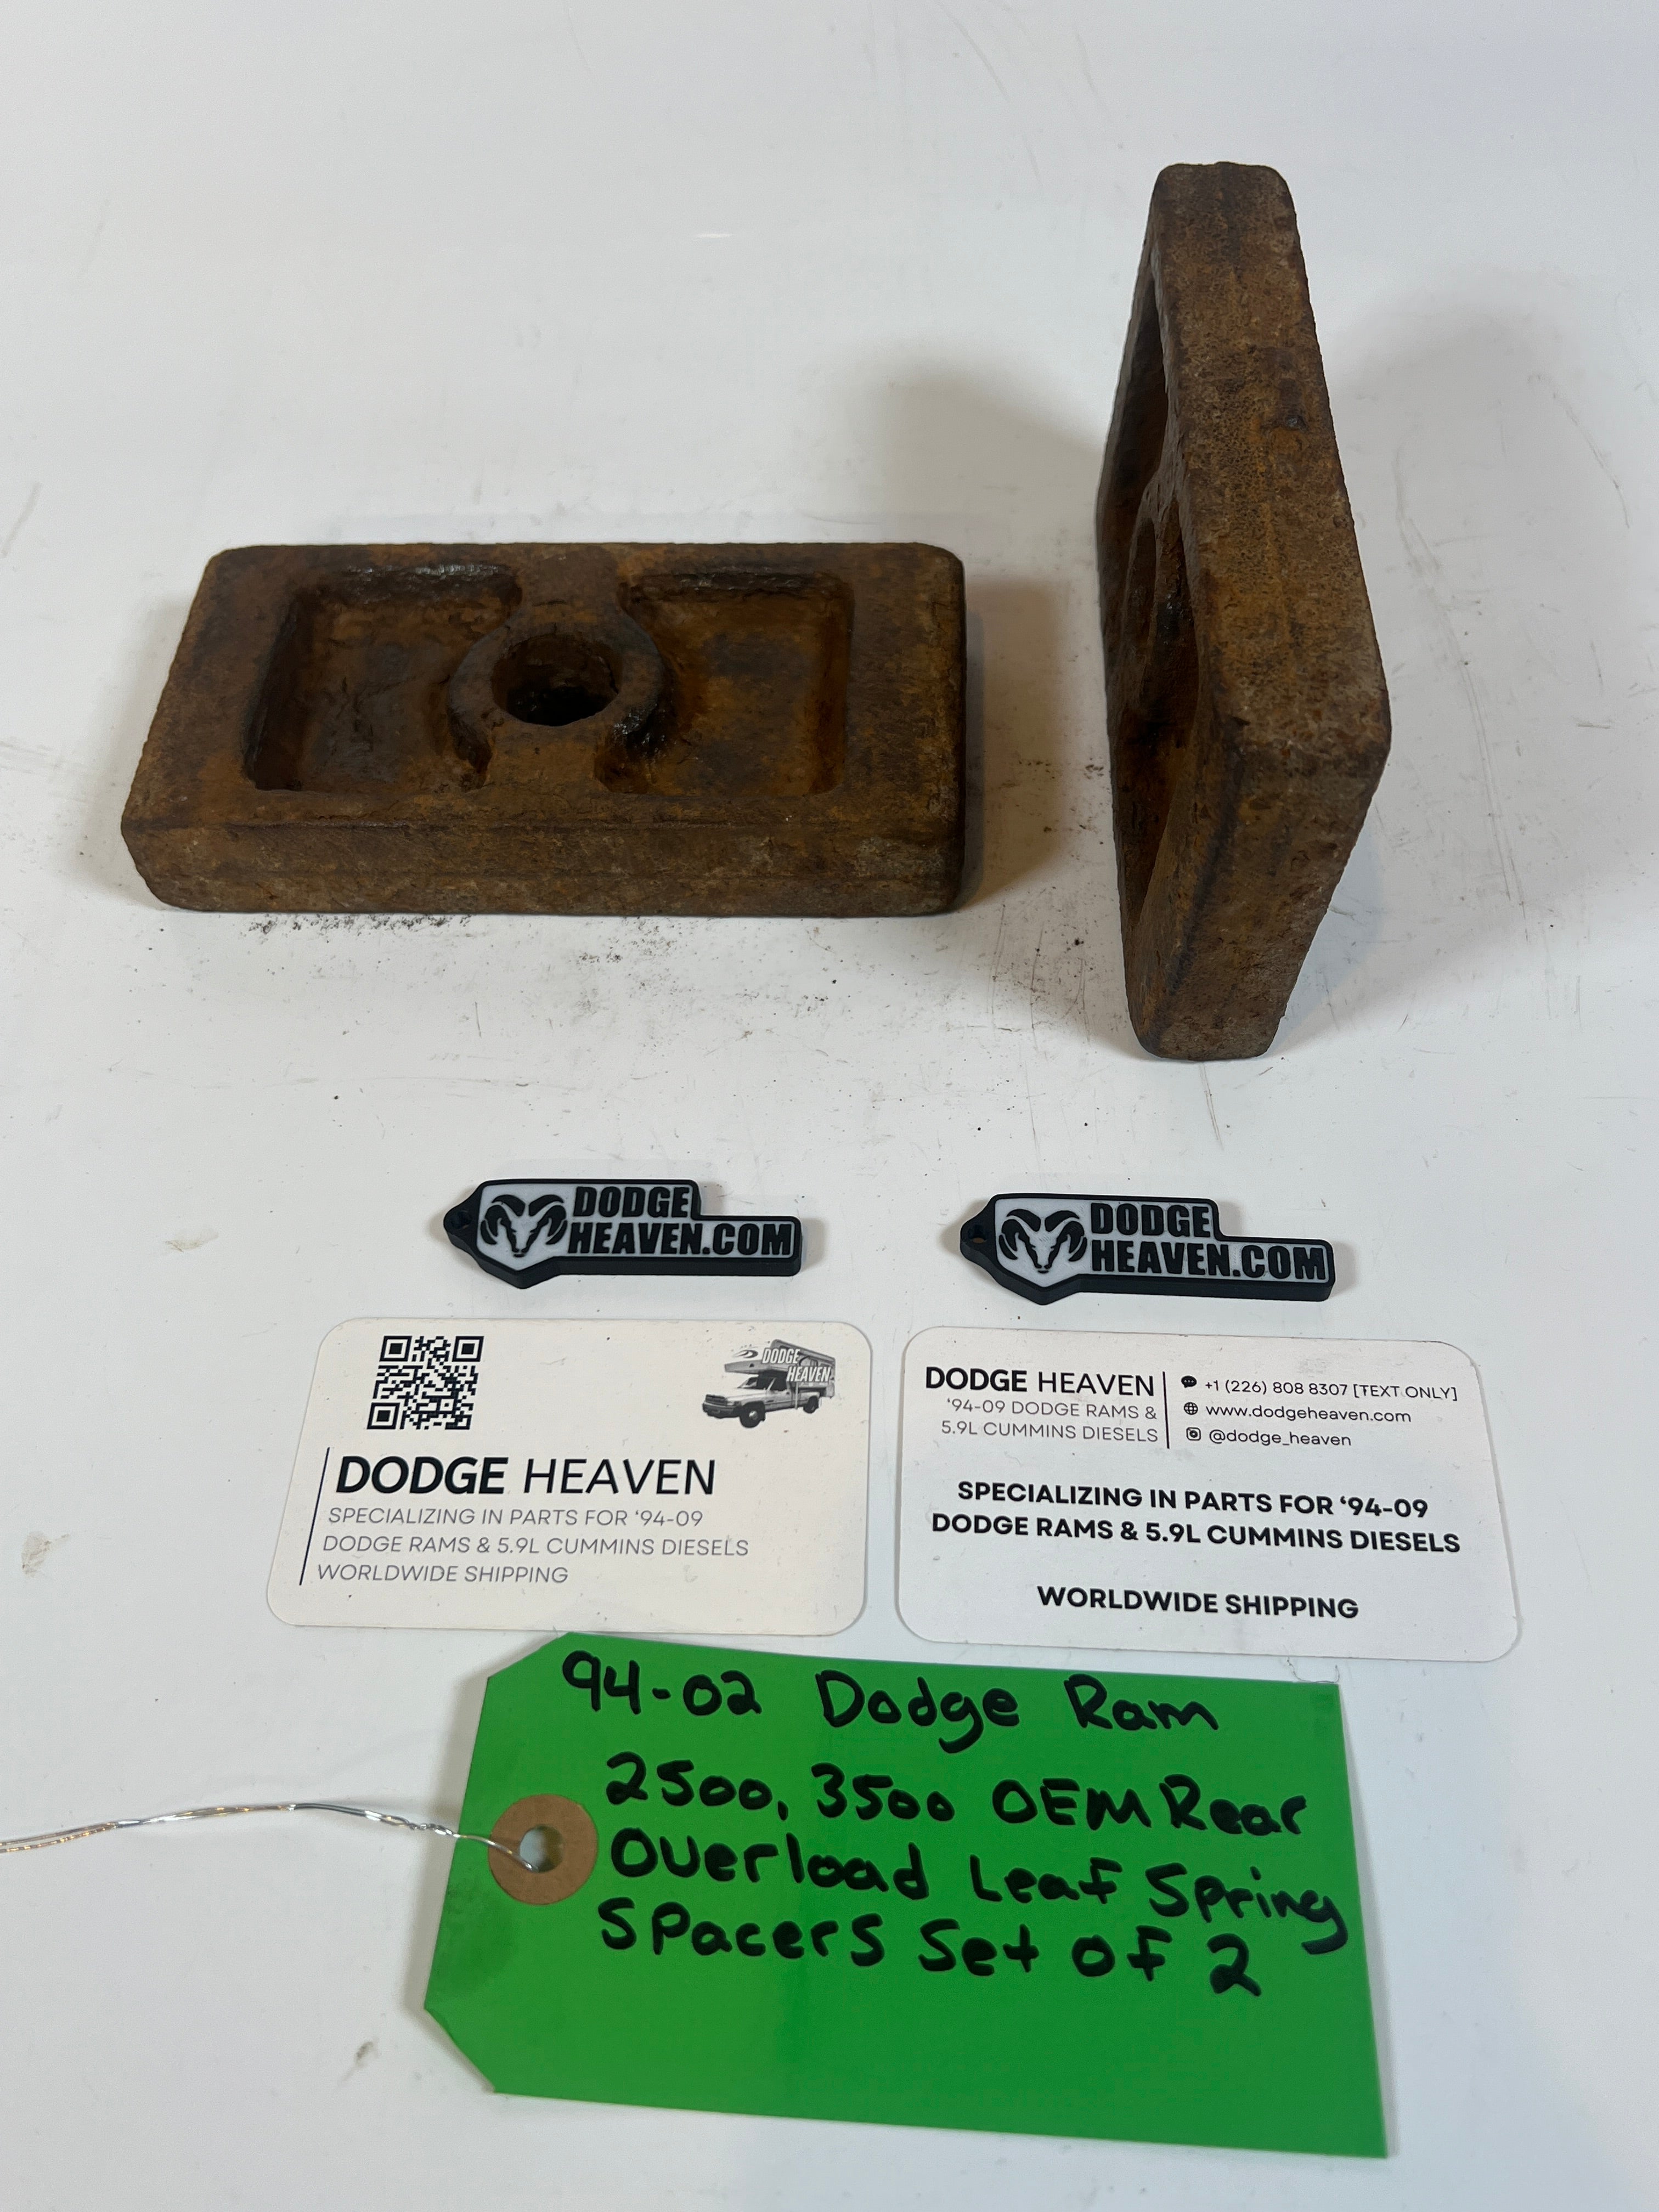 DODGE
HEAVEN.COM
DODGE
HEAVEN.COM
DODGE
HEAVEN
DODGE HEAVEN
SPECIALIZING IN PARTS FOR ‘94-09
DODGE RAMS & 5.9L CUMMINS DIESELS
WORLDWIDE SHIPPING
DODGE HEAVEN
‘94-09 DODGE RAMS &
5.9L CUMMINS DIESELS
+1 (226) 808 8307 [TEXT ONLY]
www.dodgeheaven.com
@dodge_heaven
SPECIALIZING IN PARTS FOR ‘94-09
DODGE RAMS & 5.9L CUMMINS DIESELS
WORLDWIDE SHIPPING
94-02 Dodge Ram
2500, 3500 OEM Rear
Overload Leaf Spring
Spacers Set of 2